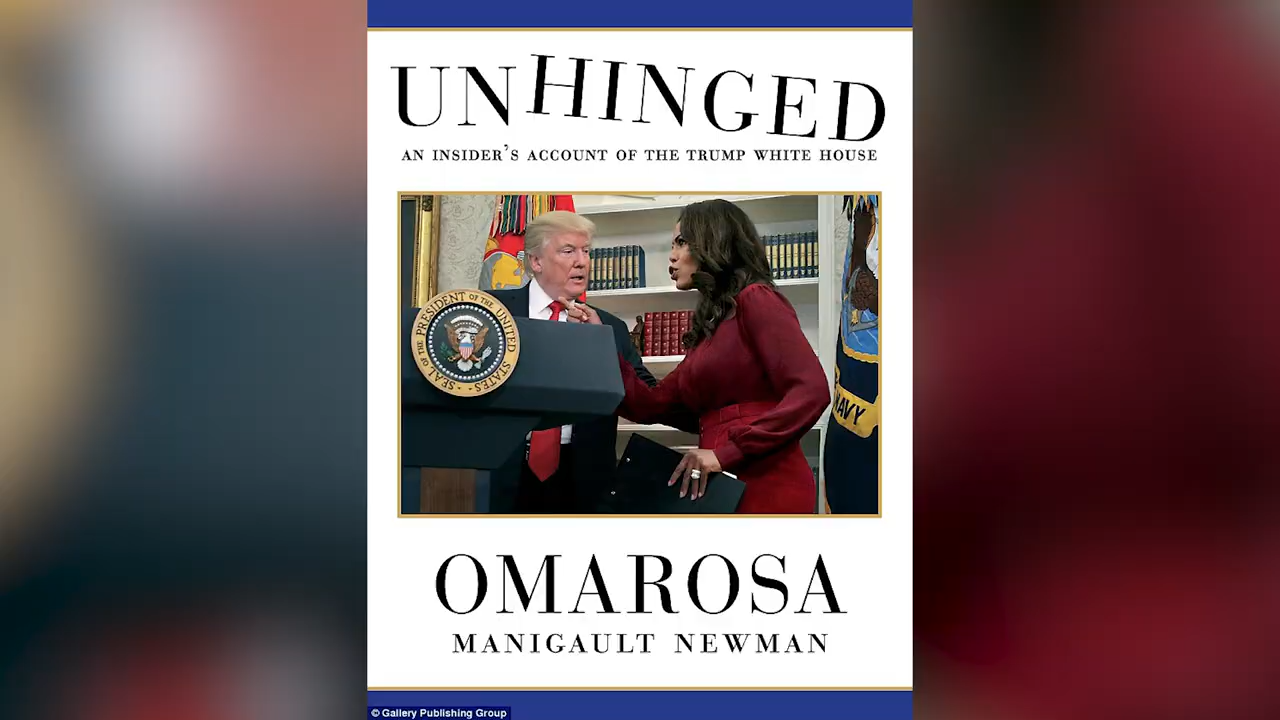 UNHINGED
AN INSIDER'S ACCOUNT OF THE TRUMP WHITE HOUSE
SEAL OF THE PRESIDENT OF THE UNITED STATES
NAVY
OMAROSA
MANIGAULT NEWMAN
© Gallery Publishing Group